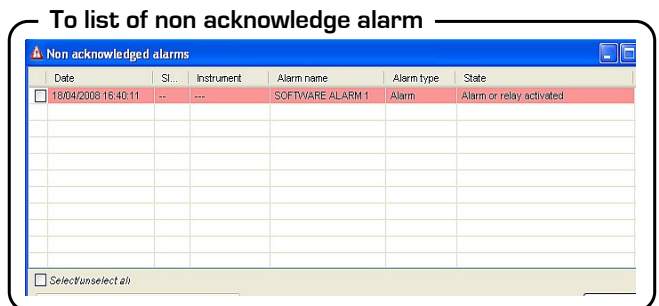 To list of non acknowledge alarm
Non acknowledged alarms
Date Sl... Instrument Alarm name Alarm type State
18/04/2008 16:40:11 -- --- SOFTWARE ALARM 1 Alarm Alarm or relay activated
Select/unselect all